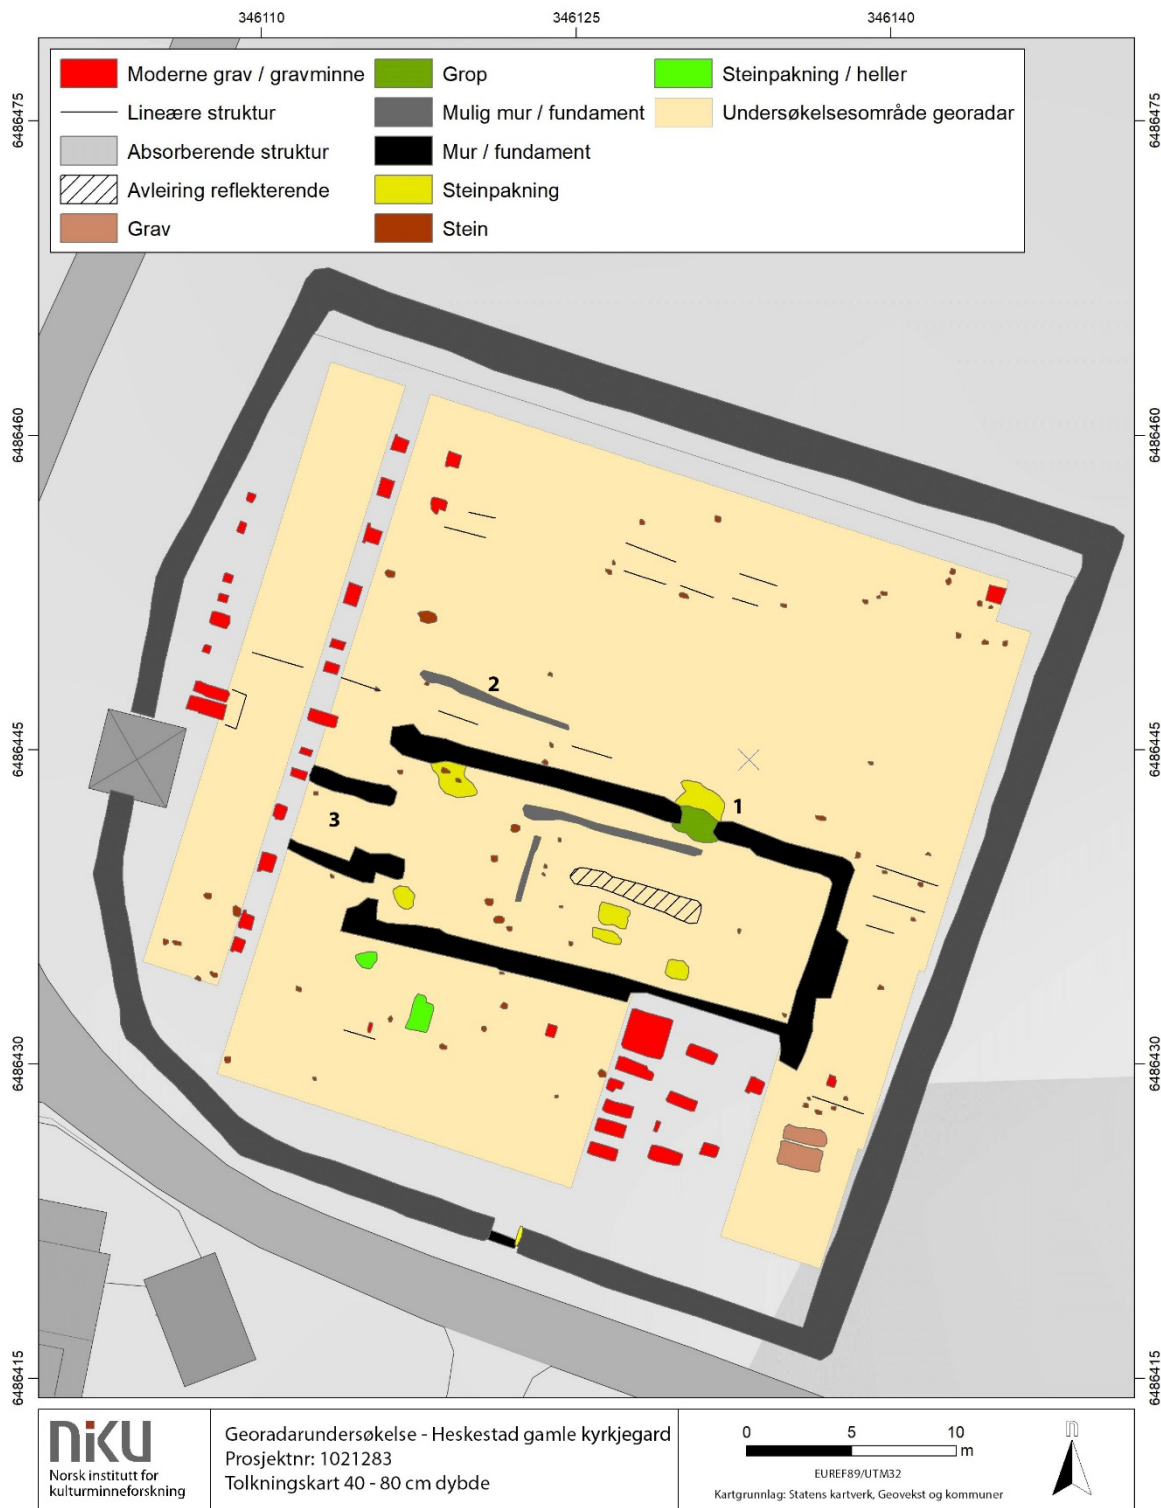 346110 346125 346140
6486475 6486475
Moderne grav / gravminne Grop Steinpakning / heller
Lineære struktur Mulig mur / fundament Undersøkelsesområde georadar
Absorberende struktur Mur / fundament
Avleiring reflekterende Steinpakning
Grav Stein
6486460 6486460
2
6486445 6486445
1
3
6486430 6486430
6486415 6486415
niku
Norsk institutt for
kulturminneforskning
Georadarundersøkelse - Heskestad gamle kyrkjegard
Prosjektnr: 1021283
Tolkningskart 40 - 80 cm dybde
0 5 10
m
EUREF89/UTM32
Kartgrunnlag: Statens kartverk, Geovekst og kommuner
n